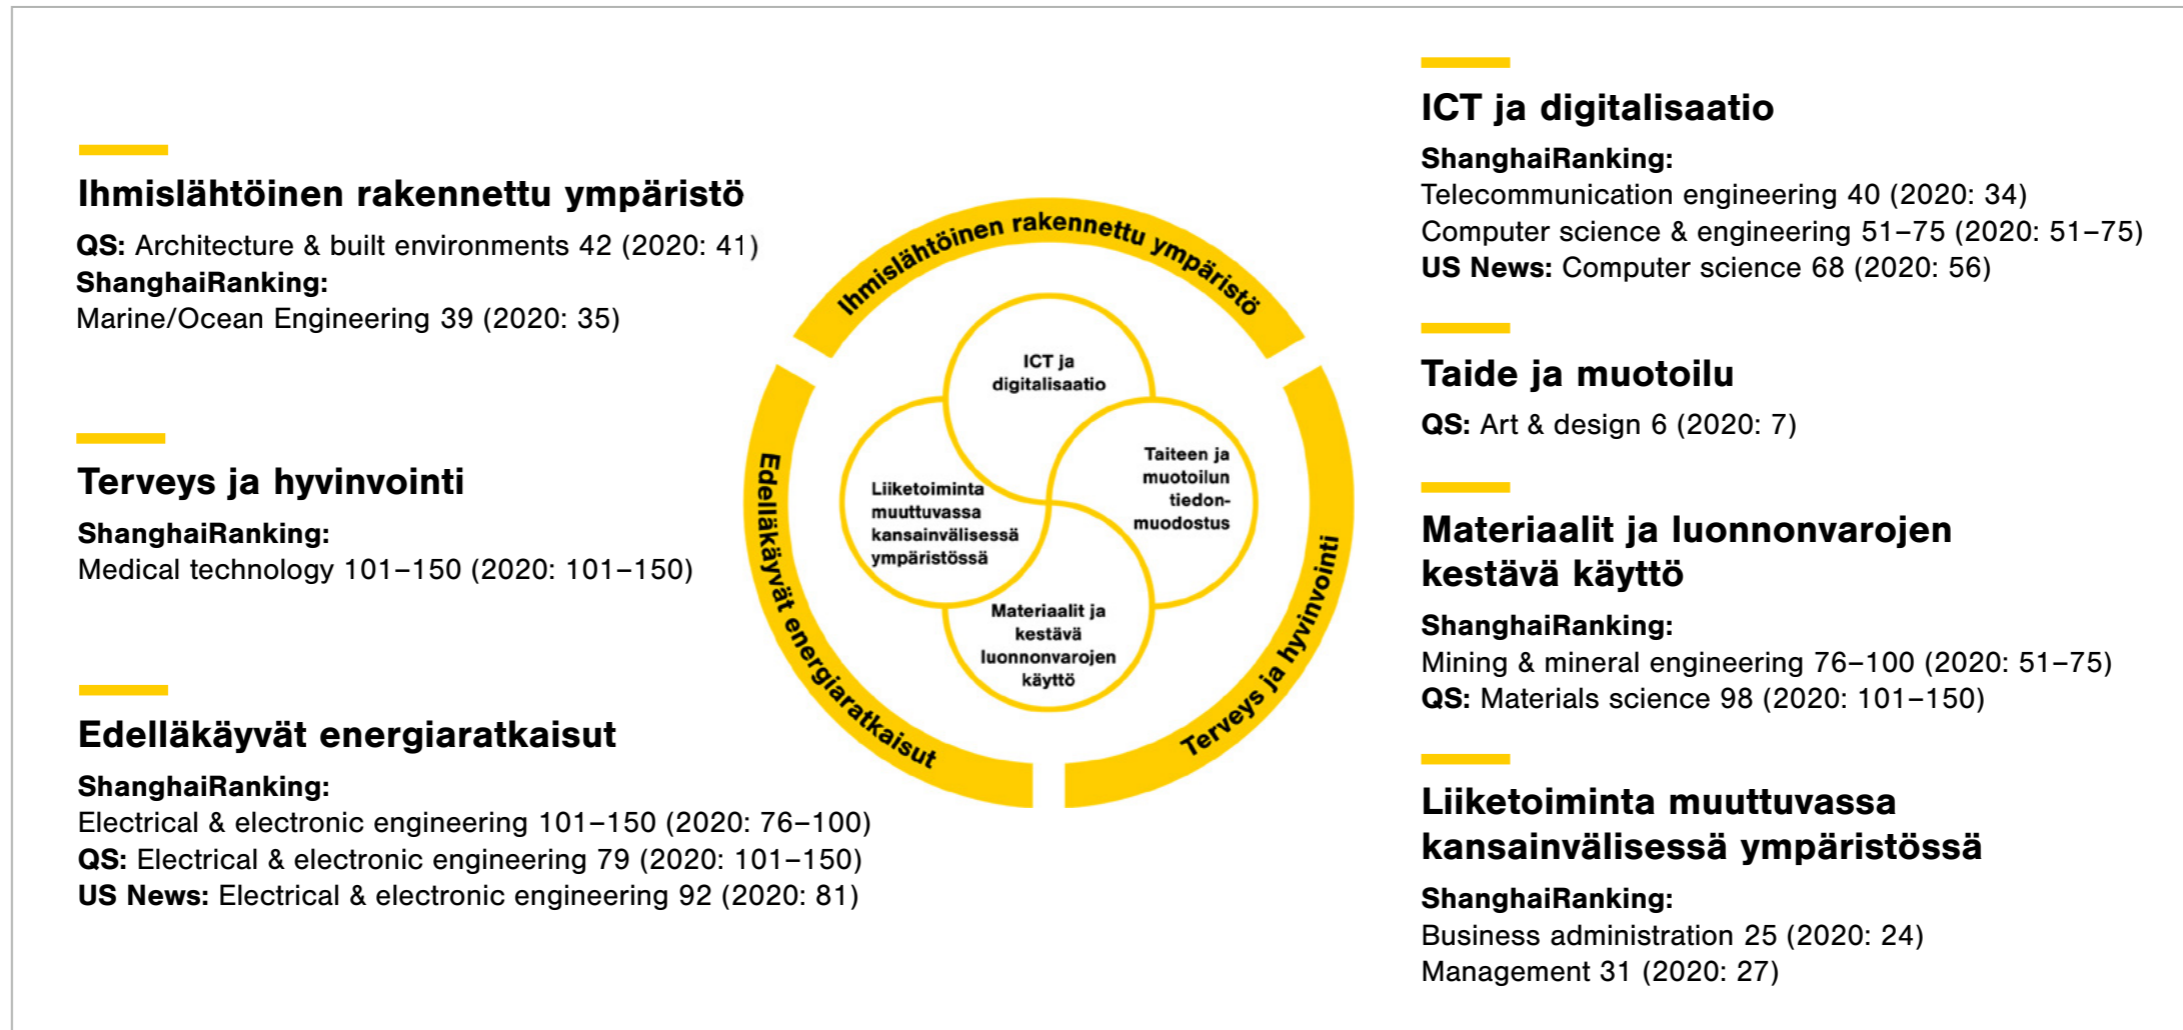 Ihmislähtöinen rakennettu ympäristö
QS: Architecture & built environments 42 (2020: 41)
ShanghaiRanking:
Marine/Ocean Engineering 39 (2020: 35)
Terveys ja hyvinvointi
ShanghaiRanking:
Medical technology 101–150 (2020: 101–150)
Edelläkäyvät energiaratkaisut
ShanghaiRanking:
Electrical & electronic engineering 101–150 (2020: 76–100)
QS: Electrical & electronic engineering 79 (2020: 101–150)
US News: Electrical & electronic engineering 92 (2020: 81)
Ihmislähtöinen rakennettu ympäristö
Edelläkäyvät energiaratkaisut
Terveys ja hyvinvointi
ICT ja
digitalisaatio
Liiketoiminta
muuttuvassa
kansainvälisessä
ympäristössä
Taiteen ja
muotoilun
tiedon-
muodostus
Materiaalit ja
kestävä
luonnonvarojen
käyttö
ICT ja digitalisaatio
ShanghaiRanking:
Telecommunication engineering 40 (2020: 34)
Computer science & engineering 51–75 (2020: 51–75)
US News: Computer science 68 (2020: 56)
Taide ja muotoilu
QS: Art & design 6 (2020: 7)
Materiaalit ja luonnonvarojen
kestävä käyttö
ShanghaiRanking:
Mining & mineral engineering 76–100 (2020: 51–75)
QS: Materials science 98 (2020: 101–150)
Liiketoiminta muuttuvassa
kansainvälisessä ympäristössä
ShanghaiRanking:
Business administration 25 (2020: 24)
Management 31 (2020: 27)